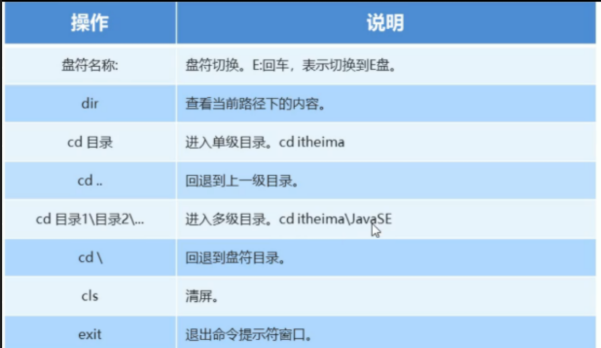 操作 说明
盘符名称: 盘符切换。E:回车，表示切换到E盘。
dir 查看当前路径下的内容。
cd 目录 进入单级目录。cd itheima
cd .. 回退到上一级目录。
cd 目录1\目录2\... 进入多级目录。cd itheima\JavaSE
cd \ 回退到盘符目录。
cls 清屏。
exit 退出命令提示符窗口。